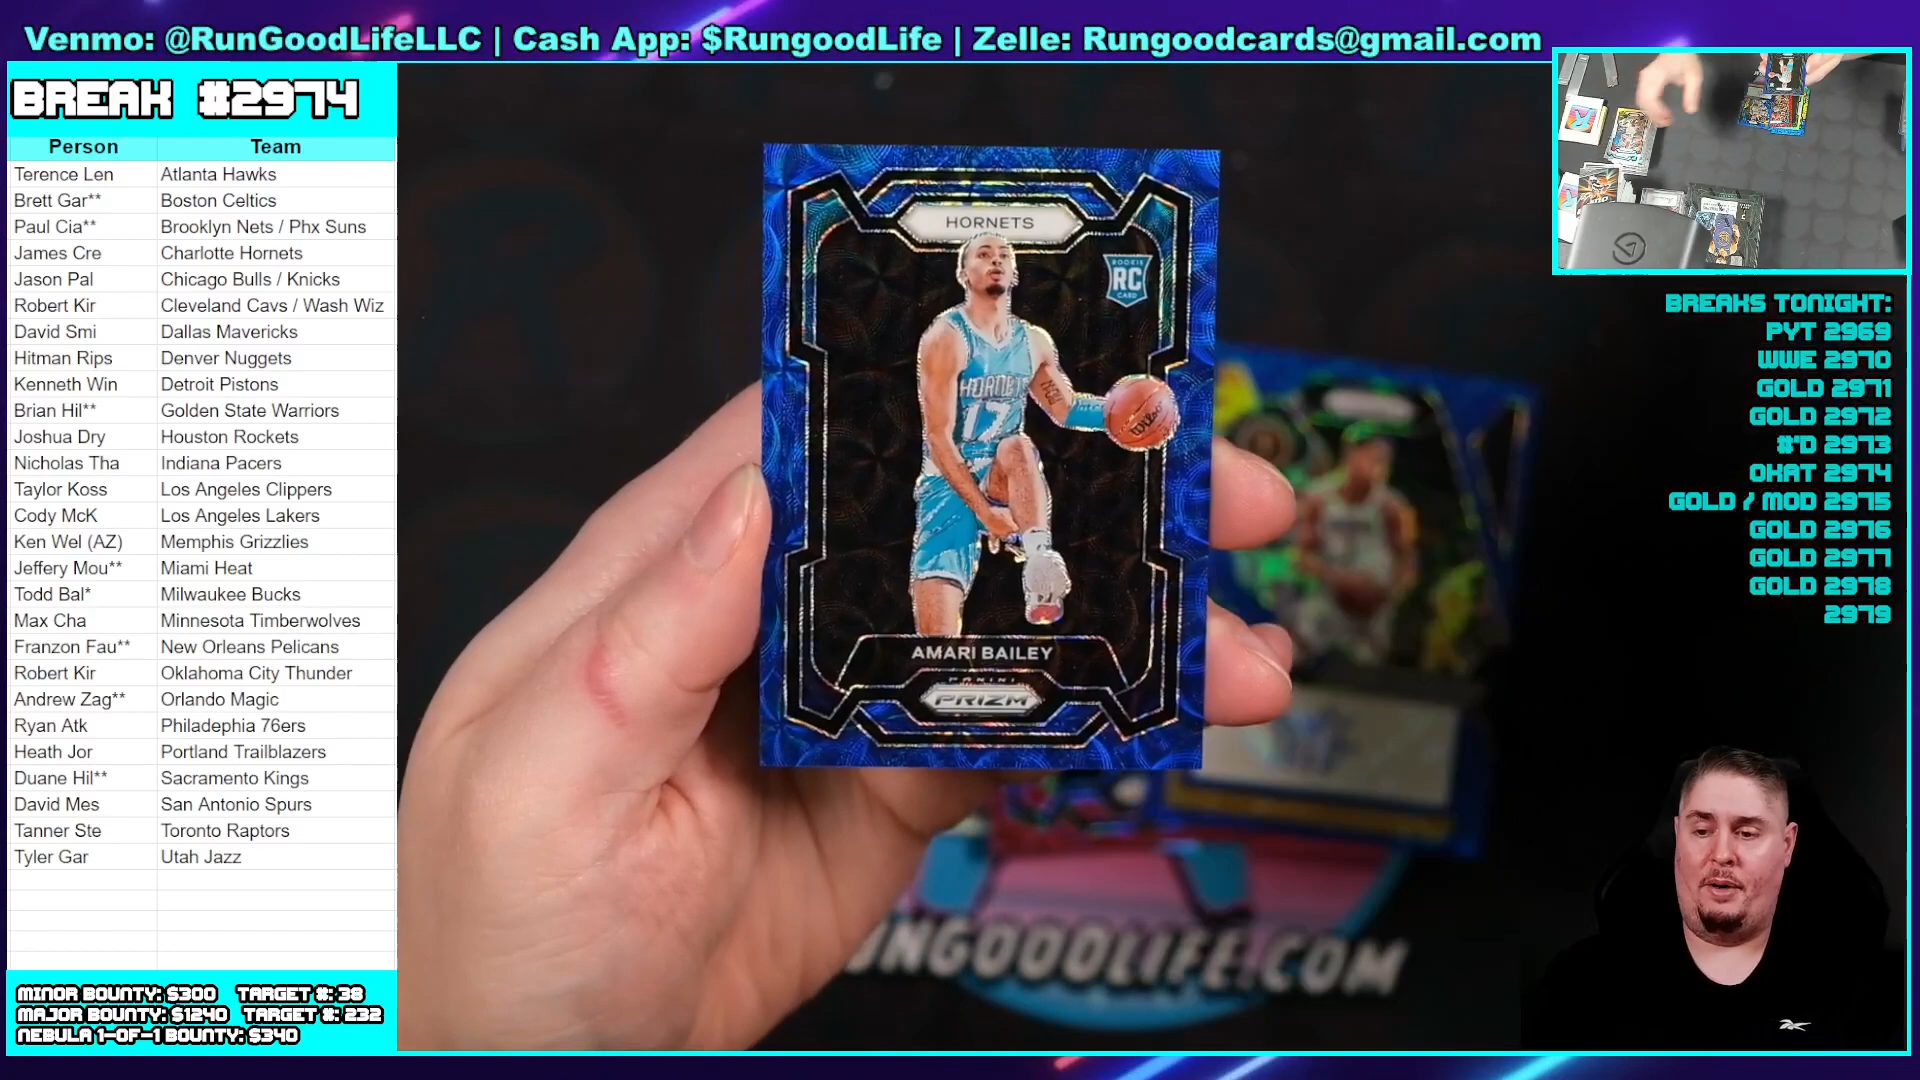 Venmo: @RunGoodLifeLLC | Cash App: $RungoodLife | Zelle: Rungoodcards@gmail.com
BREAK #2974
Person Team
Terence Len Atlanta Hawks
Brett Gar** Boston Celtics
Paul Cia** Brooklyn Nets / Phx Suns
James Cre Charlotte Hornets
Jason Pal Chicago Bulls / Knicks
Robert Kir Cleveland Cavs / Wash Wiz
David Smi Dallas Mavericks
Hitman Rips Denver Nuggets
Kenneth Win Detroit Pistons
Brian Hil** Golden State Warriors
Joshua Dry Houston Rockets
Nicholas Tha Indiana Pacers
Taylor Koss Los Angeles Clippers
Cody McK Los Angeles Lakers
Ken Wel (AZ) Memphis Grizzlies
Jeffery Mou** Miami Heat
Todd Bal* Milwaukee Bucks
Max Cha Minnesota Timberwolves
Franzon Fau** New Orleans Pelicans
Robert Kir Oklahoma City Thunder
Andrew Zag** Orlando Magic
Ryan Atk Philadephia 76ers
Heath Jor Portland Trailblazers
Duane Hil** Sacramento Kings
David Mes San Antonio Spurs
Tanner Ste Toronto Raptors
Tyler Gar Utah Jazz
MINOR BOUNTY: $300 TARGET #: 38
MAJOR BOUNTY: $1240 TARGET #: 232
NEBULA 1-OF-1 BOUNTY: $340
HORNETS
ROOKIE
RC
CARD
HORNETS
17
Wilson
AMARI BAILEY
PANINI
PRIZM
UNGOODLIFE.COM
BREAKS TONIGHT:
PYT 2969
WWE 2970
GOLD 2971
GOLD 2972
#'D 2973
OKAT 2974
GOLD / MOD 2975
GOLD 2976
GOLD 2977
GOLD 2978
2979